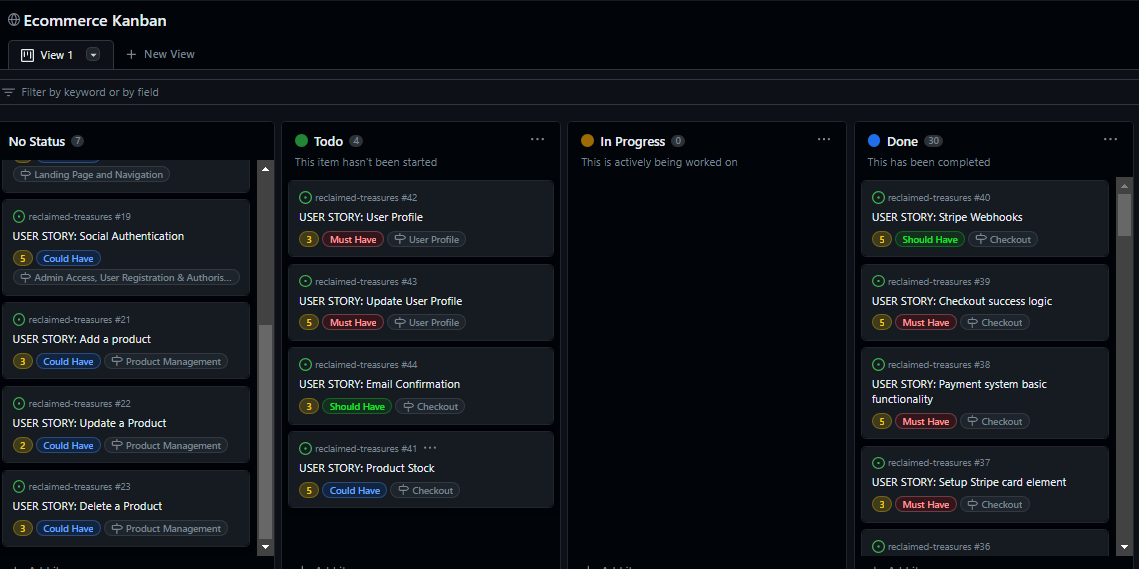 Ecommerce Kanban
View 1
New View
Filter by keyword or by field
No Status 7
Landing Page and Navigation
reclaimed-treasures #19
USER STORY: Social Authentication
5 Could Have
Admin Access, User Registration & Authoris...
reclaimed-treasures #21
USER STORY: Add a product
3 Could Have Product Management
reclaimed-treasures #22
USER STORY: Update a Product
2 Could Have Product Management
reclaimed-treasures #23
USER STORY: Delete a Product
3 Could Have Product Management
Todo 4
This item hasn't been started
reclaimed-treasures #42
USER STORY: User Profile
3 Must Have User Profile
reclaimed-treasures #43
USER STORY: Update User Profile
5 Must Have User Profile
reclaimed-treasures #44
USER STORY: Email Confirmation
3 Should Have Checkout
reclaimed-treasures #41 ...
USER STORY: Product Stock
5 Could Have Checkout
In Progress 0
This is actively being worked on
Done 30
This has been completed
reclaimed-treasures #40
USER STORY: Stripe Webhooks
5 Should Have Checkout
reclaimed-treasures #39
USER STORY: Checkout success logic
5 Must Have Checkout
reclaimed-treasures #38
USER STORY: Payment system basic
functionality
5 Must Have Checkout
reclaimed-treasures #37
USER STORY: Setup Stripe card element
3 Must Have Checkout
reclaimed-treasures #36